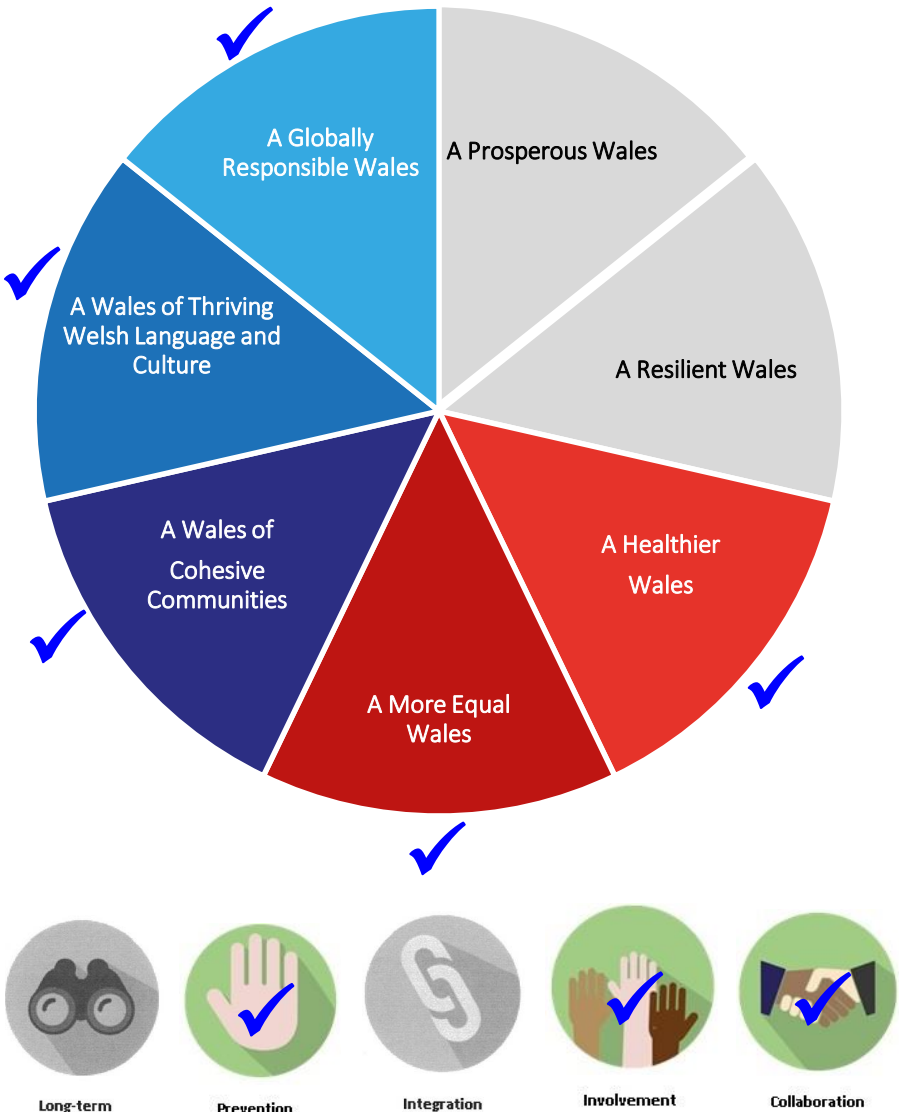 A Globally
Responsible Wales
A Prosperous Wales
A Wales of Thriving
Welsh Language and
Culture
A Resilient Wales
A Wales of
Cohesive
Communities
A Healthier
Wales
A More Equal
Wales
Long-term
Prevention
Integration
Involvement
Collaboration